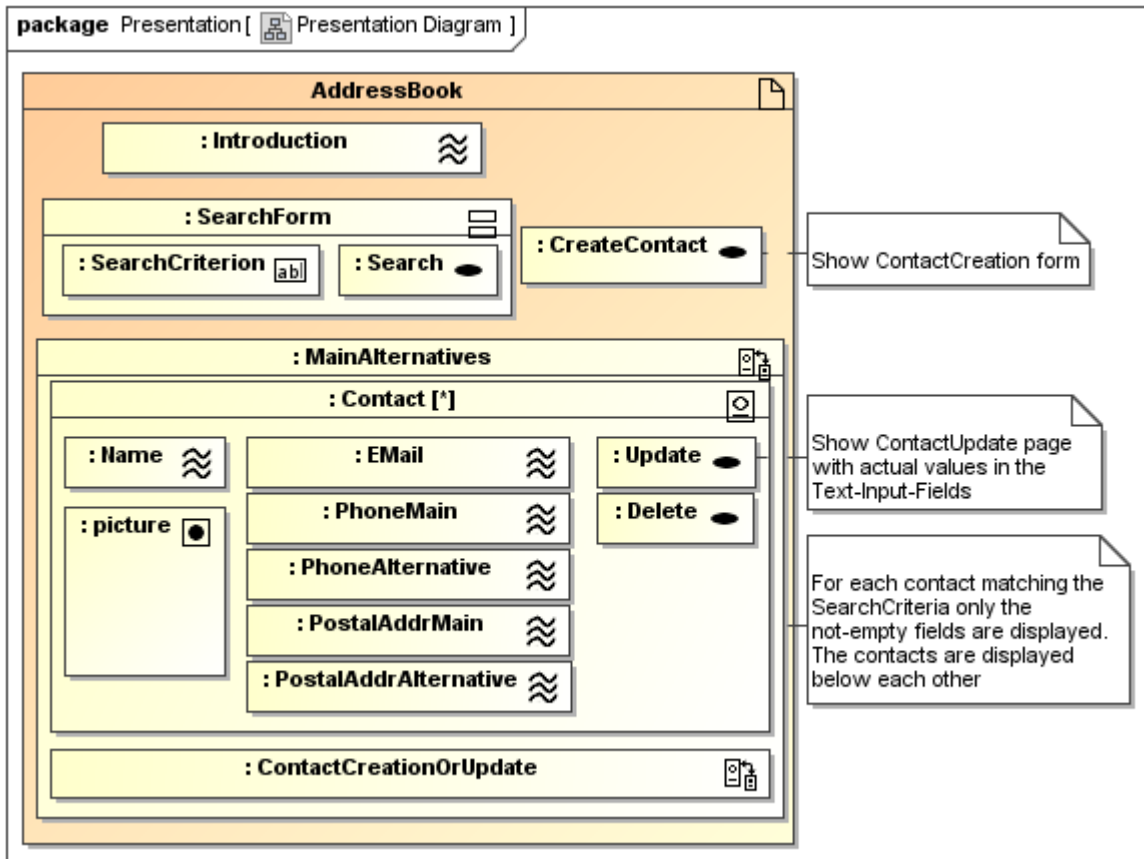 package Presentation [ Presentation Diagram ]
AddressBook
: Introduction
: SearchForm
: SearchCriterion
ab
: Search
: CreateContact
Show ContactCreation form
: MainAlternatives
: Contact [*]
: Name
: EMail
: Update
: PhoneMain
: Delete
: picture
: PhoneAlternative
: PostalAddrMain
: PostalAddrAlternative
Show ContactUpdate page
with actual values in the
Text-Input-Fields
For each contact matching the
SearchCriteria only the
not-empty fields are displayed.
The contacts are displayed
below each other
: ContactCreationOrUpdate